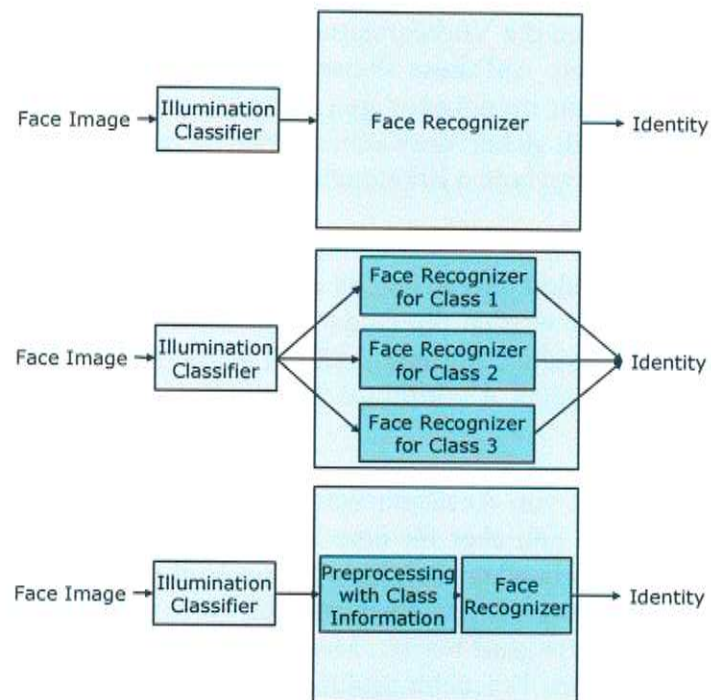 Face Image
Illumination
Classifier
Face Recognizer
Identity
Face Image
Illumination
Classifier
Face Recognizer
for Class 1
Face Recognizer
for Class 2
Face Recognizer
for Class 3
Identity
Face Image
Illumination
Classifier
Preprocessing
with Class
Information
Face
Recognizer
Identity